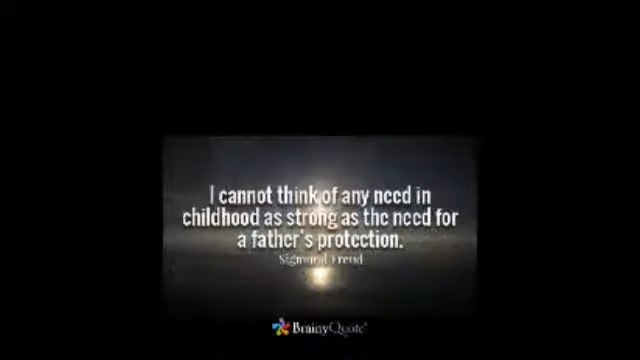 I cannot think of any need in
childhood as strong as the need for
a father's protection.
Sigmund Freud
BrainyQuote